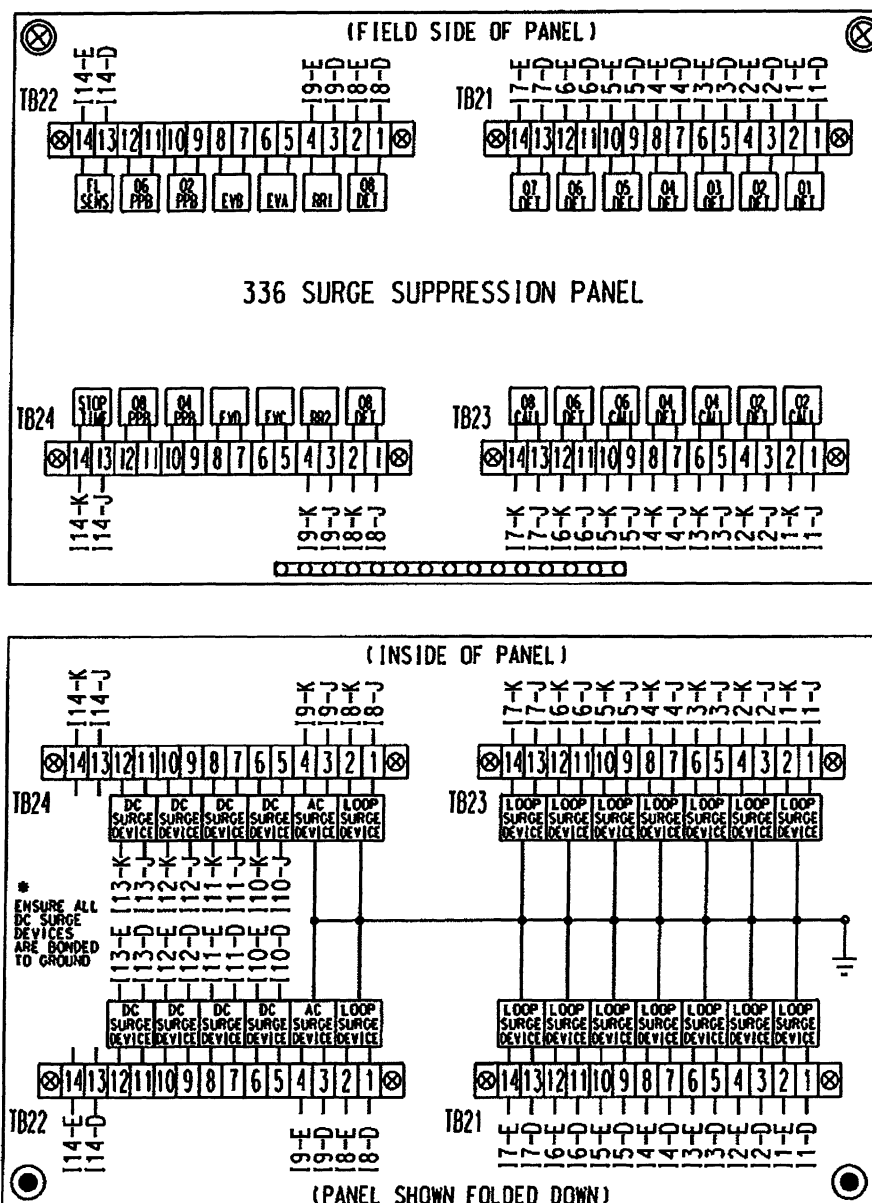 (FIELD SIDE OF PANEL)
I14-E I14-D I9-E I9-D I8-E I8-D
TB22
14 13 12 11 10 9 8 7 6 5 4 3 2 1
FL SENS
06 PPB
02 PPB
EVB
EVA
RR1
08 DET
I7-E I7-D I6-E I6-D I5-E I5-D I4-E I4-D I3-E I3-D I2-E I2-D I1-E I1-D
TB21
14 13 12 11 10 9 8 7 6 5 4 3 2 1
07 DET
06 DET
05 DET
04 DET
03 DET
02 DET
01 DET
336 SURGE SUPPRESSION PANEL
STOP TIME
08 PPB
04 PPB
EVD
EVC
RR2
08 DET
TB24
14 13 12 11 10 9 8 7 6 5 4 3 2 1
I14-K I14-J I9-K I9-J I8-K I8-J
08 CALL
06 DET
06 CALL
04 DET
04 CALL
02 DET
02 CALL
TB23
14 13 12 11 10 9 8 7 6 5 4 3 2 1
I7-K I7-J I6-K I6-J I5-K I5-J I4-K I4-J I3-K I3-J I2-K I2-J I1-K I1-J
(INSIDE OF PANEL)
I14-K I14-J I9-K I9-J I8-K I8-J
14 13 12 11 10 9 8 7 6 5 4 3 2 1
TB24
DC SURGE DEVICE
DC SURGE DEVICE
DC SURGE DEVICE
DC SURGE DEVICE
AC SURGE DEVICE
LOOP SURGE DEVICE
I13-K I13-J I12-K I12-J I11-K I11-J I10-K I10-J
I7-K I7-J I6-K I6-J I5-K I5-J I4-K I4-J I3-K I3-J I2-K I2-J I1-K I1-J
14 13 12 11 10 9 8 7 6 5 4 3 2 1
TB23
LOOP SURGE DEVICE
LOOP SURGE DEVICE
LOOP SURGE DEVICE
LOOP SURGE DEVICE
LOOP SURGE DEVICE
LOOP SURGE DEVICE
LOOP SURGE DEVICE
*
ENSURE ALL
DC SURGE
DEVICES
ARE BONDED
TO GROUND
I13-E I13-D I12-E I12-D I11-E I11-D I10-E I10-D
DC SURGE DEVICE
DC SURGE DEVICE
DC SURGE DEVICE
DC SURGE DEVICE
AC SURGE DEVICE
LOOP SURGE DEVICE
14 13 12 11 10 9 8 7 6 5 4 3 2 1
TB22
I14-E I14-D I9-E I9-D I8-E I8-D
LOOP SURGE DEVICE
LOOP SURGE DEVICE
LOOP SURGE DEVICE
LOOP SURGE DEVICE
LOOP SURGE DEVICE
LOOP SURGE DEVICE
LOOP SURGE DEVICE
14 13 12 11 10 9 8 7 6 5 4 3 2 1
TB21
I7-E I7-D I6-E I6-D I5-E I5-D I4-E I4-D I3-E I3-D I2-E I2-D I1-E I1-D
(PANEL SHOWN FOLDED DOWN)